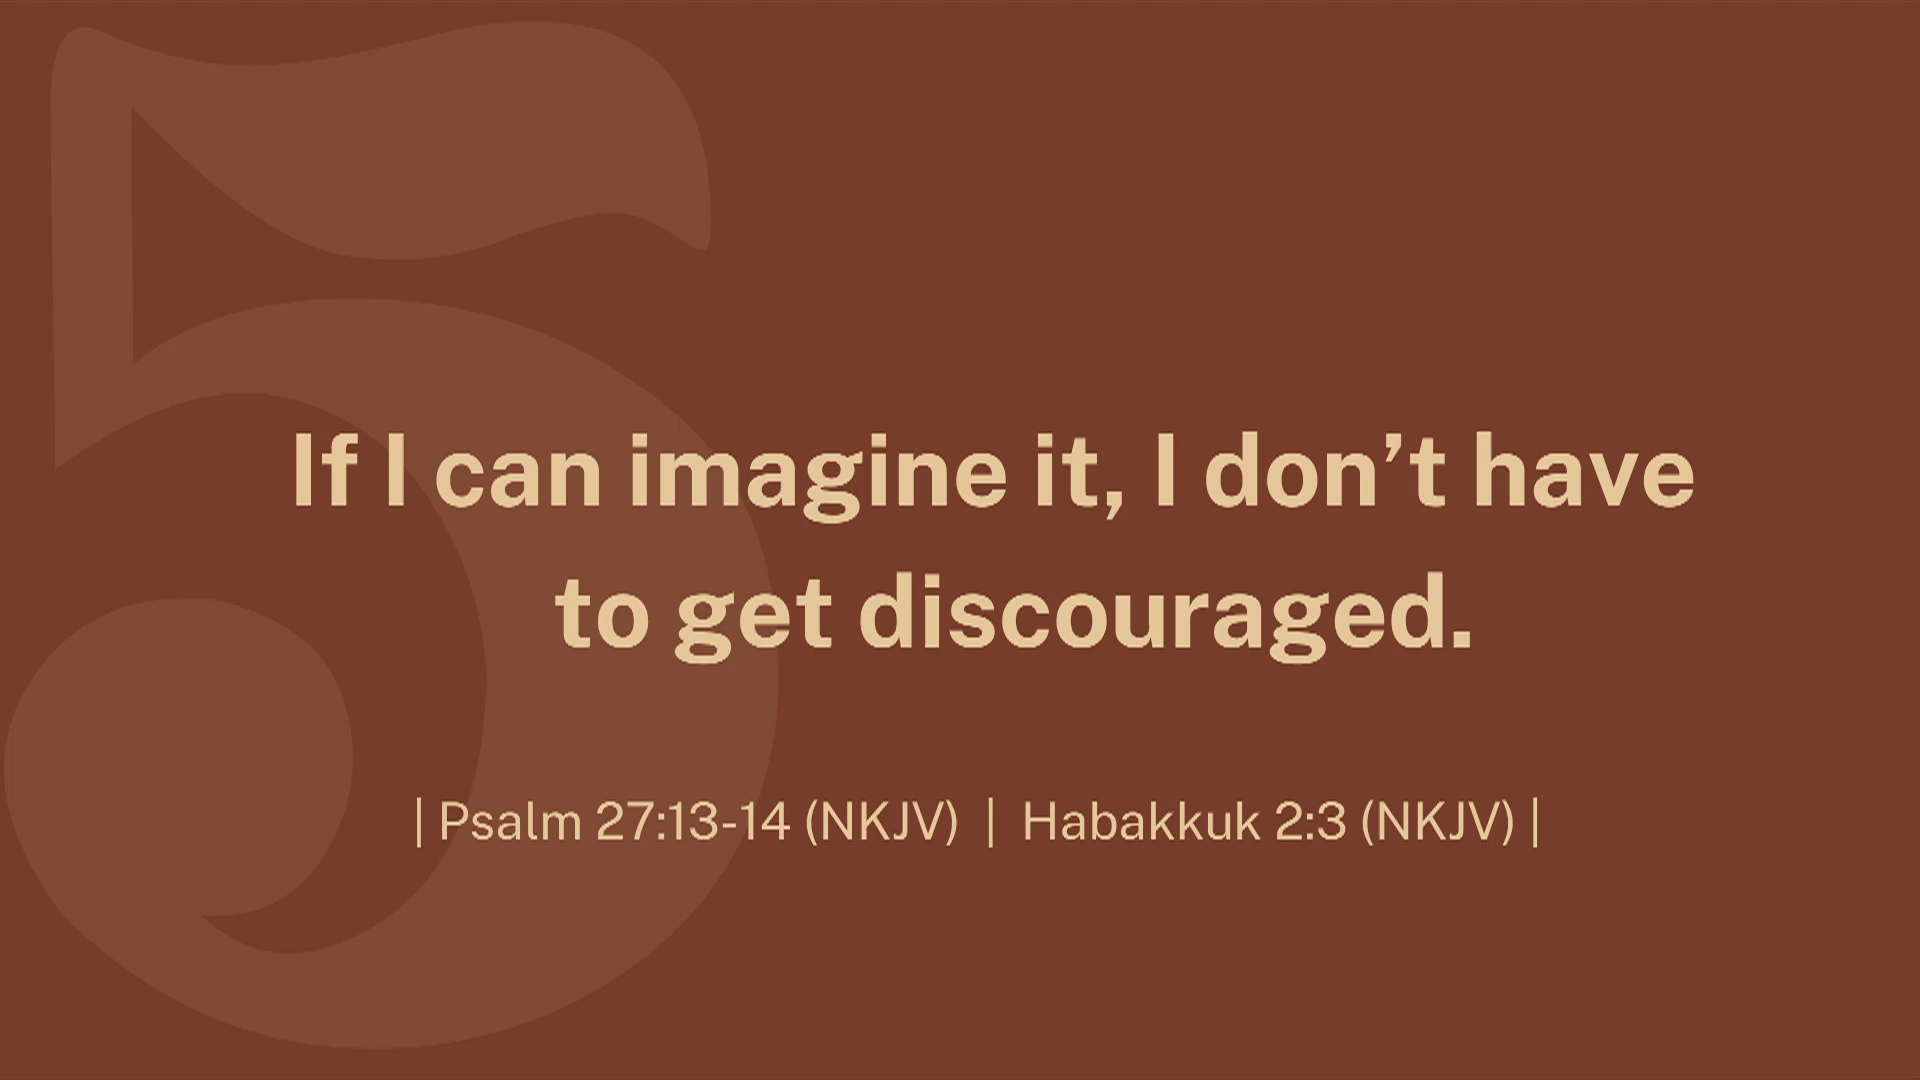 5
If I can imagine it, I don’t have
to get discouraged.
| Psalm 27:13-14 (NKJV) | Habakkuk 2:3 (NKJV) |